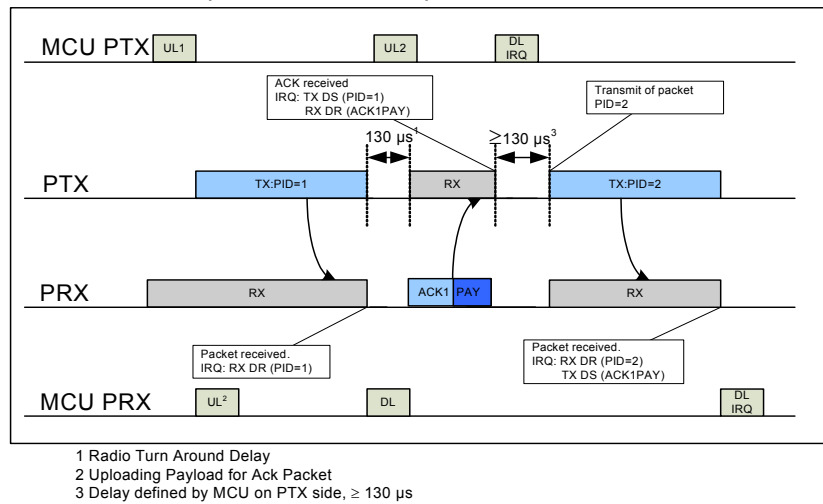 MCU PTX
UL1
UL2
DL
IRQ
ACK received
IRQ: TX DS (PID=1)
RX DR (ACK1PAY)
Transmit of packet
PID=2
130 µs1
≥130 µs3
PTX
TX:PID=1
RX
TX:PID=2
PRX
RX
ACK1 PAY
RX
Packet received.
IRQ: RX DR (PID=1)
Packet received.
IRQ: RX DR (PID=2)
TX DS (ACK1PAY)
MCU PRX
UL2
DL
DL
IRQ
1 Radio Turn Around Delay
2 Uploading Payload for Ack Packet
3 Delay defined by MCU on PTX side, ≥ 130 µs